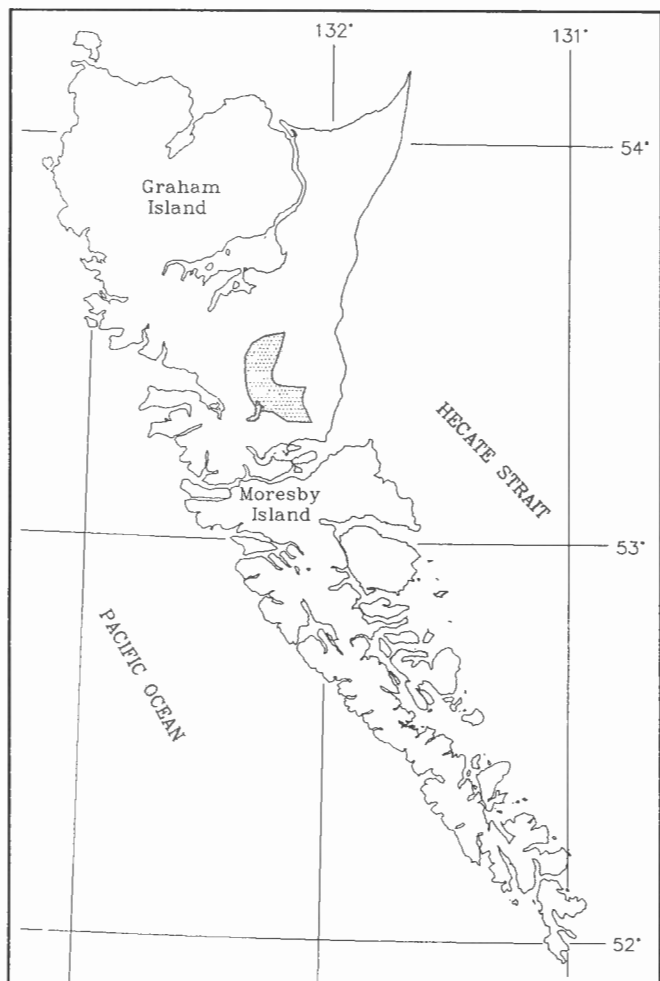 132°
131°
54°
Graham
Island
HECATE STRAIT
Moresby
Island
53°
PACIFIC OCEAN
52°